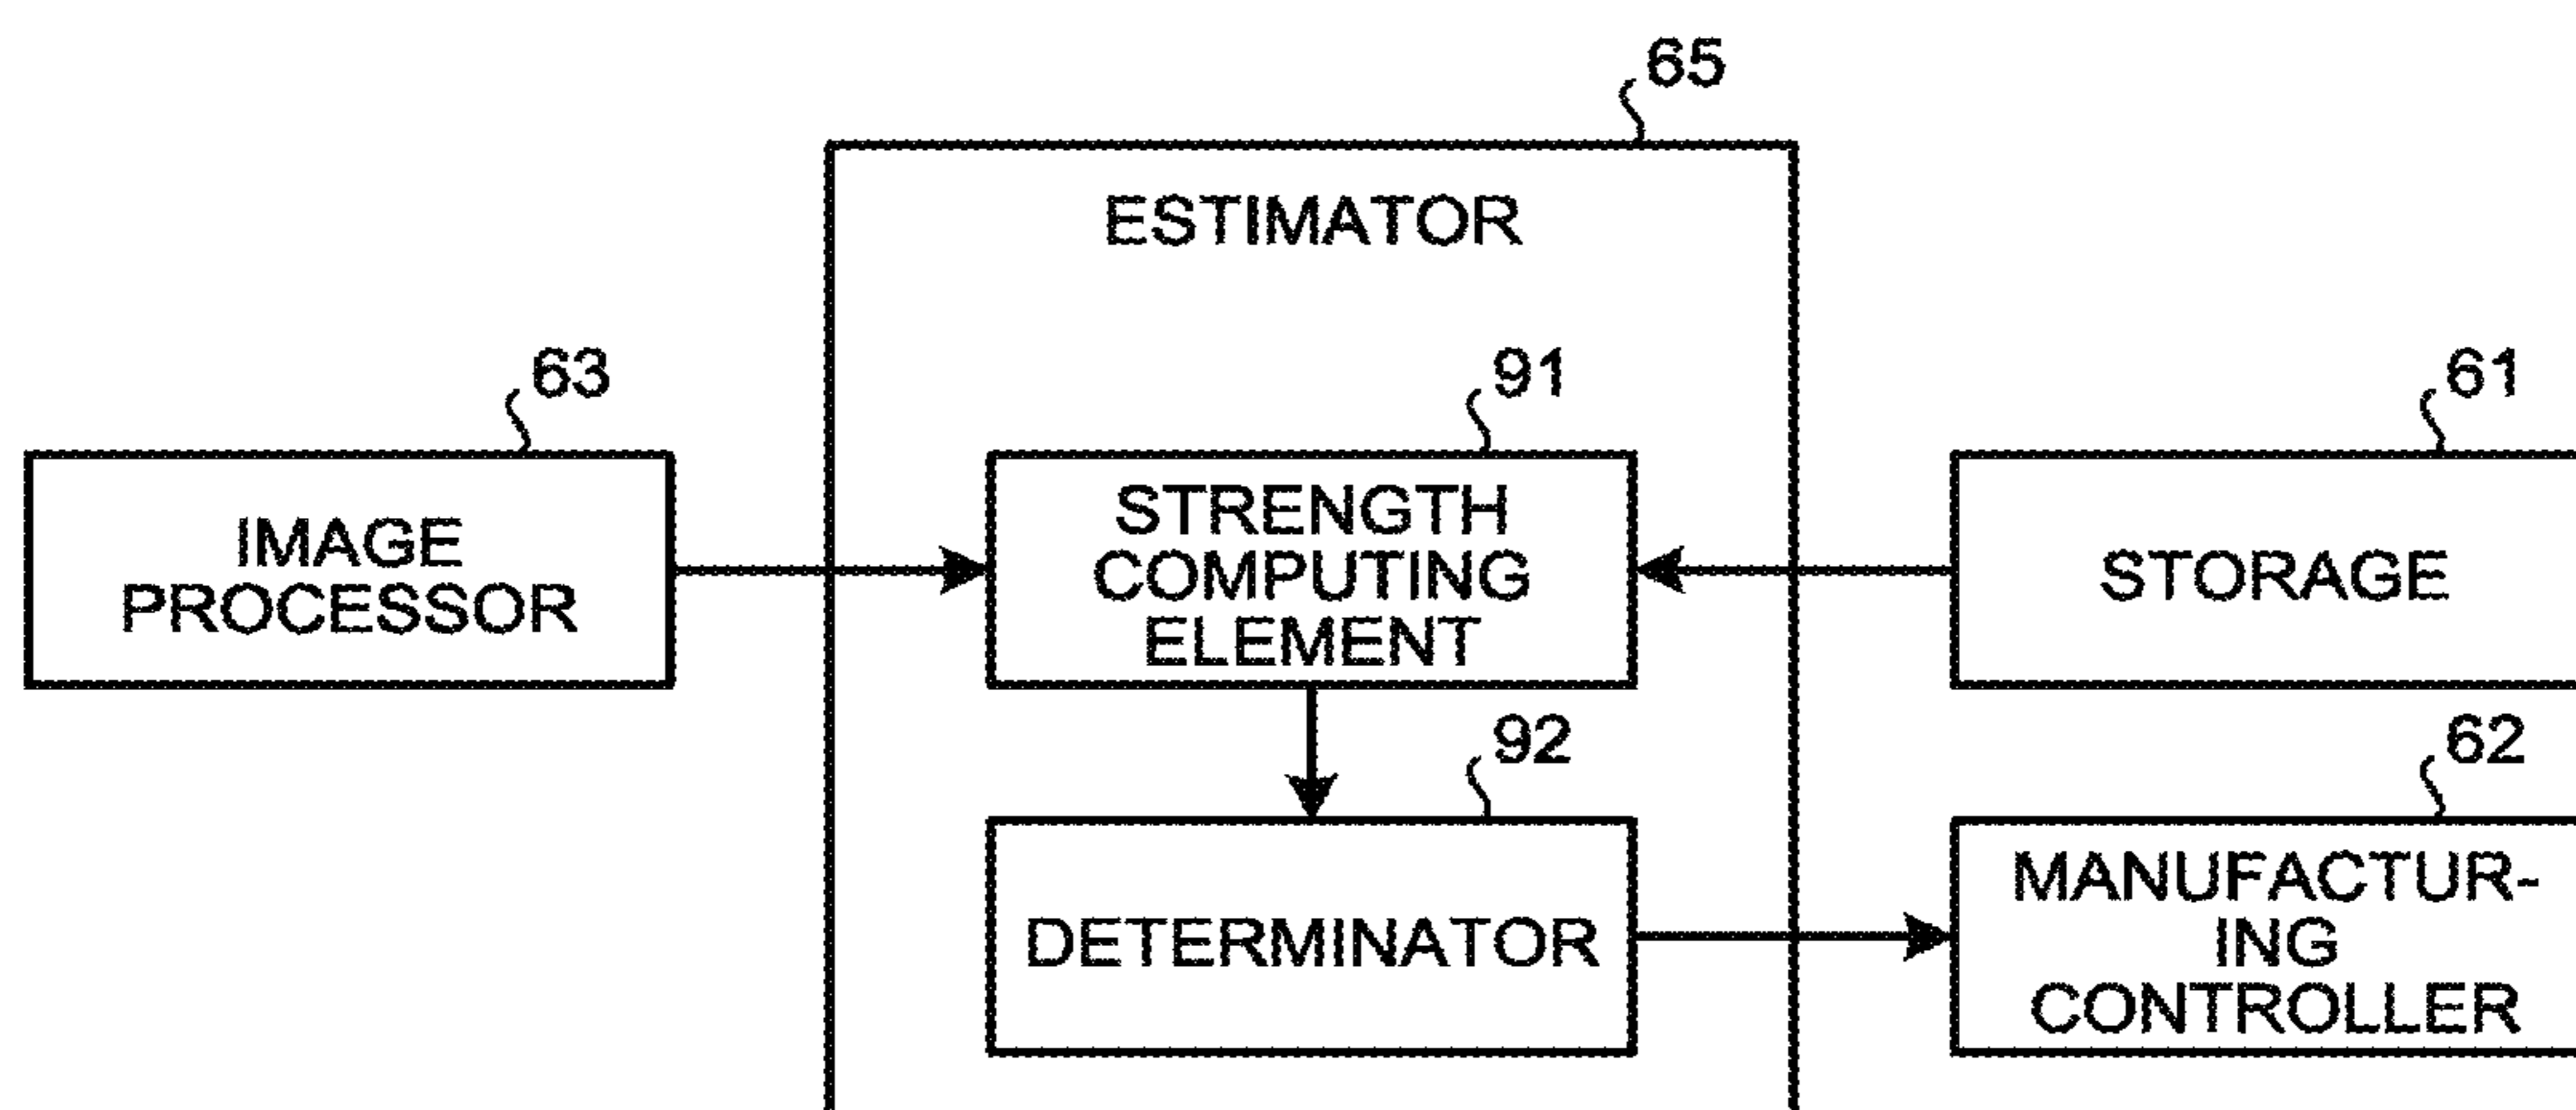 65
ESTIMATOR
63
91
61
IMAGE
PROCESSOR
STRENGTH
COMPUTING
ELEMENT
STORAGE
92
62
DETERMINATOR
MANUFACTUR-
ING
CONTROLLER